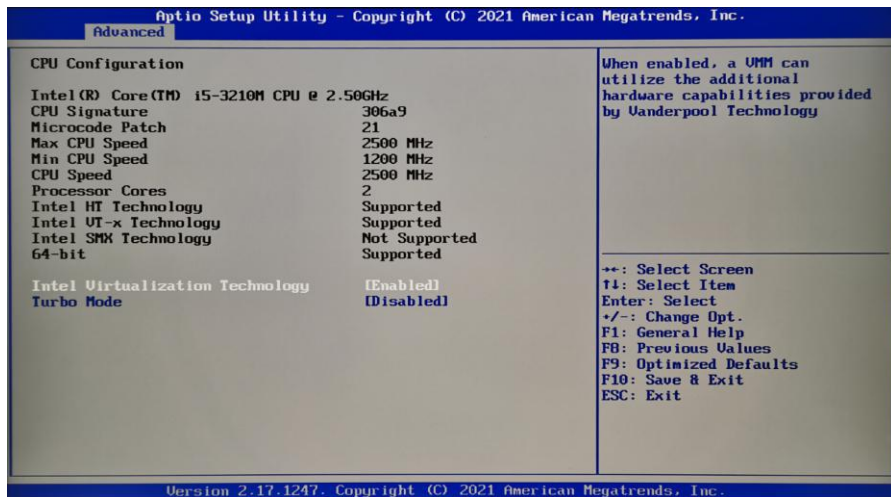 Aptio Setup Utility - Copyright (C) 2021 American Megatrends, Inc.
Advanced
CPU Configuration
Intel(R) Core(TM) i5-3210M CPU @ 2.50GHz
CPU Signature 306a9
Microcode Patch 21
Max CPU Speed 2500 MHz
Min CPU Speed 1200 MHz
CPU Speed 2500 MHz
Processor Cores 2
Intel HT Technology Supported
Intel VT-x Technology Supported
Intel SMX Technology Not Supported
64-bit Supported
Intel Virtualization Technology [Enabled]
Turbo Mode [Disabled]
When enabled, a VMM can
utilize the additional
hardware capabilities provided
by Vanderpool Technology
→←: Select Screen
↑↓: Select Item
Enter: Select
+/-: Change Opt.
F1: General Help
F8: Previous Values
F9: Optimized Defaults
F10: Save & Exit
ESC: Exit
Version 2.17.1247. Copyright (C) 2021 American Megatrends, Inc.